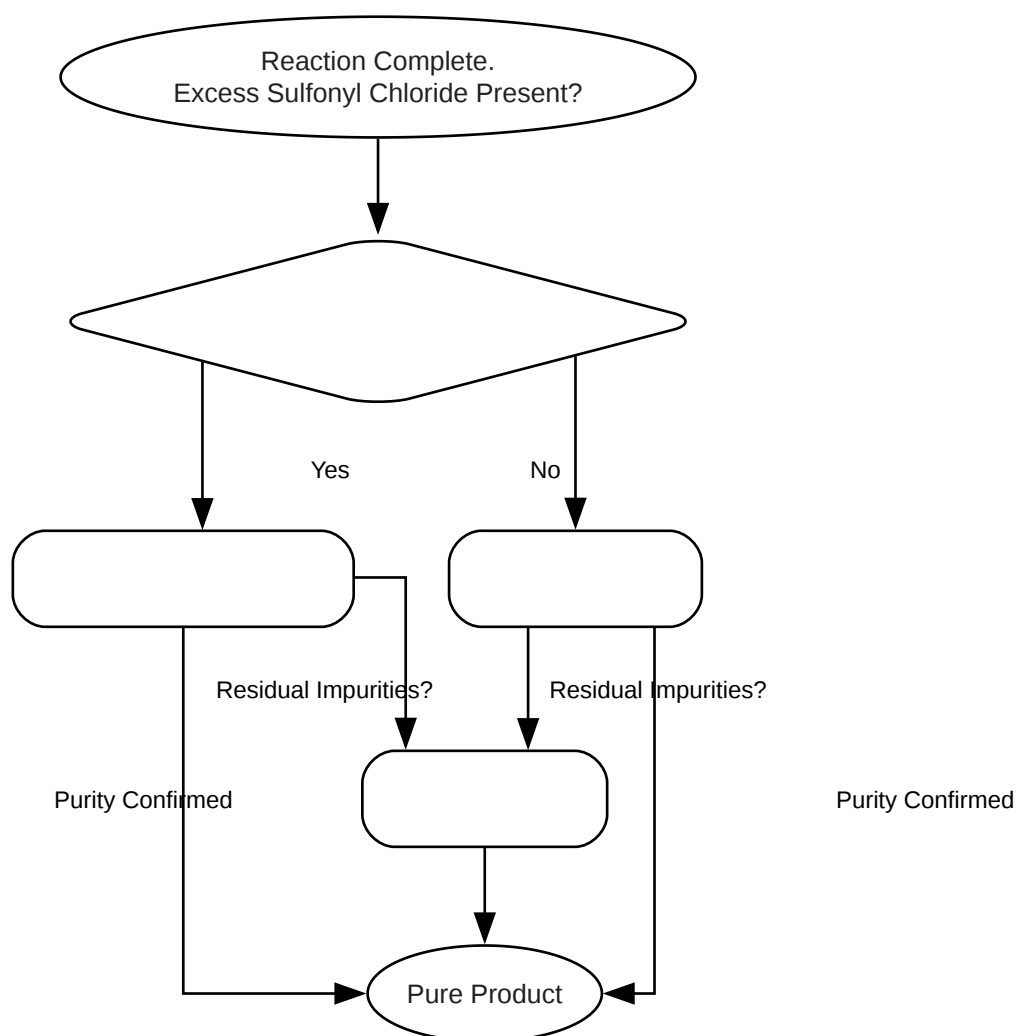 Reaction Complete.
Excess Sulfonyl Chloride Present?
Yes
No
Residual Impurities?
Residual Impurities?
Purity Confirmed
Purity Confirmed
Pure Product